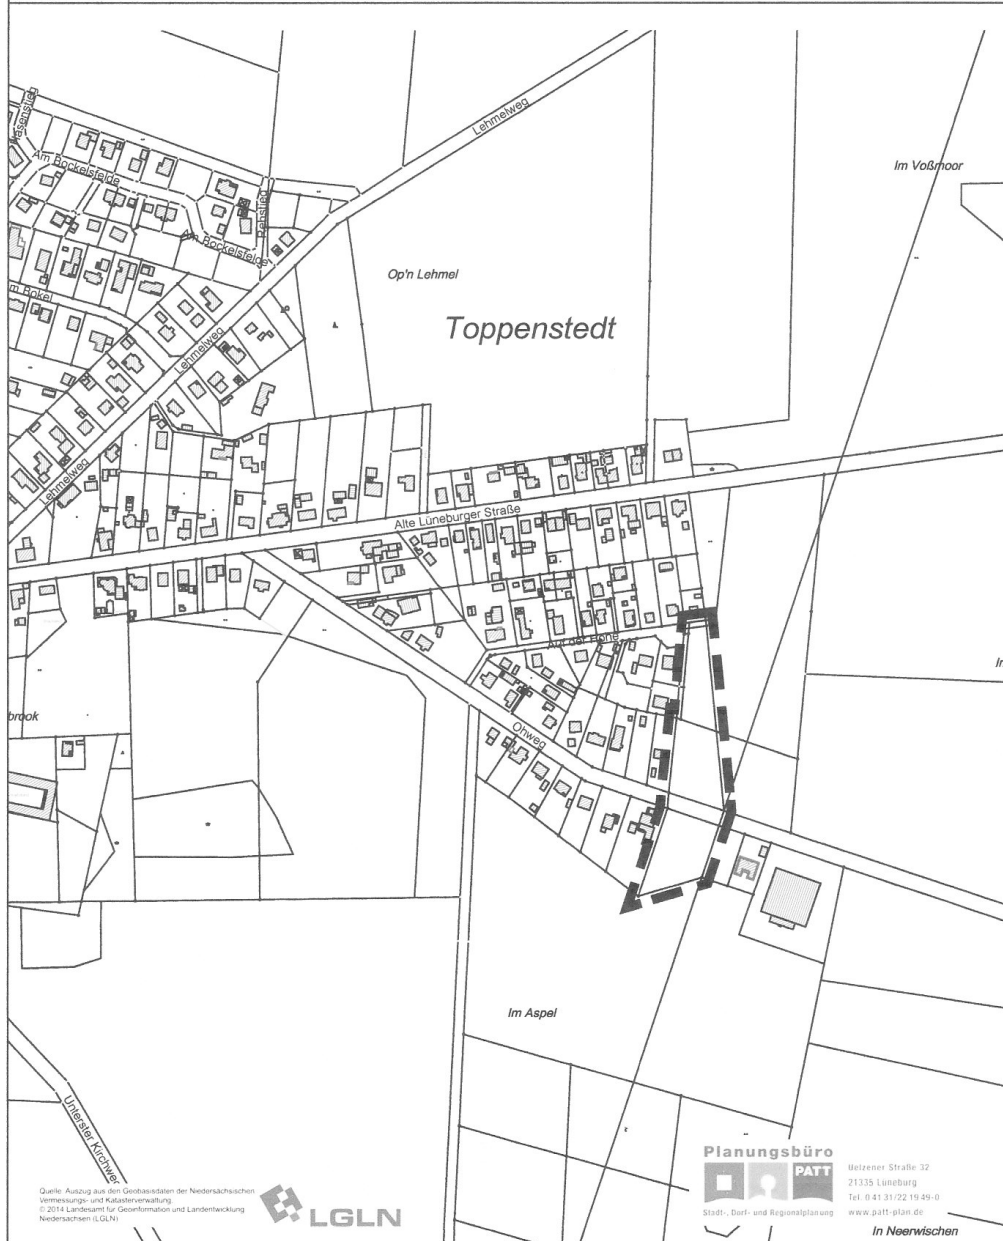 Lehmelweg
Im Voßmoor
Hasenstieg
Am Bockelsfelde
Rehstieg
Am Bockelsfelde
Op'n Lehmel
m Bokel
Toppenstedt
Lehmelweg
Lehmelweg
Alte Lüneburger Straße
Auf der Höhe
brook
Ohweg
Im Aspel
Unterster Kirchweg
Quelle: Auszug aus den Geobasisdaten der Niedersächsischen
Vermessungs- und Katasterverwaltung.
© 2014 Landesamt für Geoinformation und Landentwicklung
Niedersachsen (LGLN)
LGLN
Planungsbüro
PATT
Stadt-, Dorf- und Regionalplanung
Uelzener Straße 32
21335 Lüneburg
Tel. 0 41 31/22 19 49-0
www.patt-plan.de
In Neerwischen